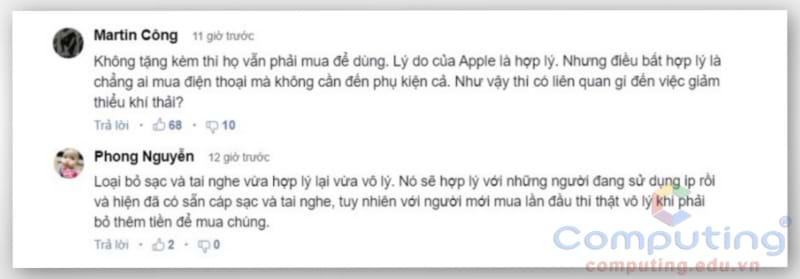 Martin Công 11 giờ trước
Không tặng kèm thì họ vẫn phải mua để dùng. Lý do của Apple là hợp lý. Nhưng điều bất hợp lý là
chẳng ai mua điện thoại mà không cần đến phụ kiện cả. Như vậy thì có liên quan gí đến việc giảm
thiểu khí thải?
Trả lời • 68 • 10
Phong Nguyễn 12 giờ trước
Loại bỏ sạc và tai nghe vừa hợp lý lại vừa vô lý. Nó sẽ hợp lý với những người đang sử dụng ip rồi
và hiện đã có sẵn cáp sạc và tai nghe, tuy nhiên với người mới mua lần đầu thì thật vô lý khi phải
bỏ thêm tiền để mua chúng.
Trả lời • 2 • 0
Computing
computing.edu.vn